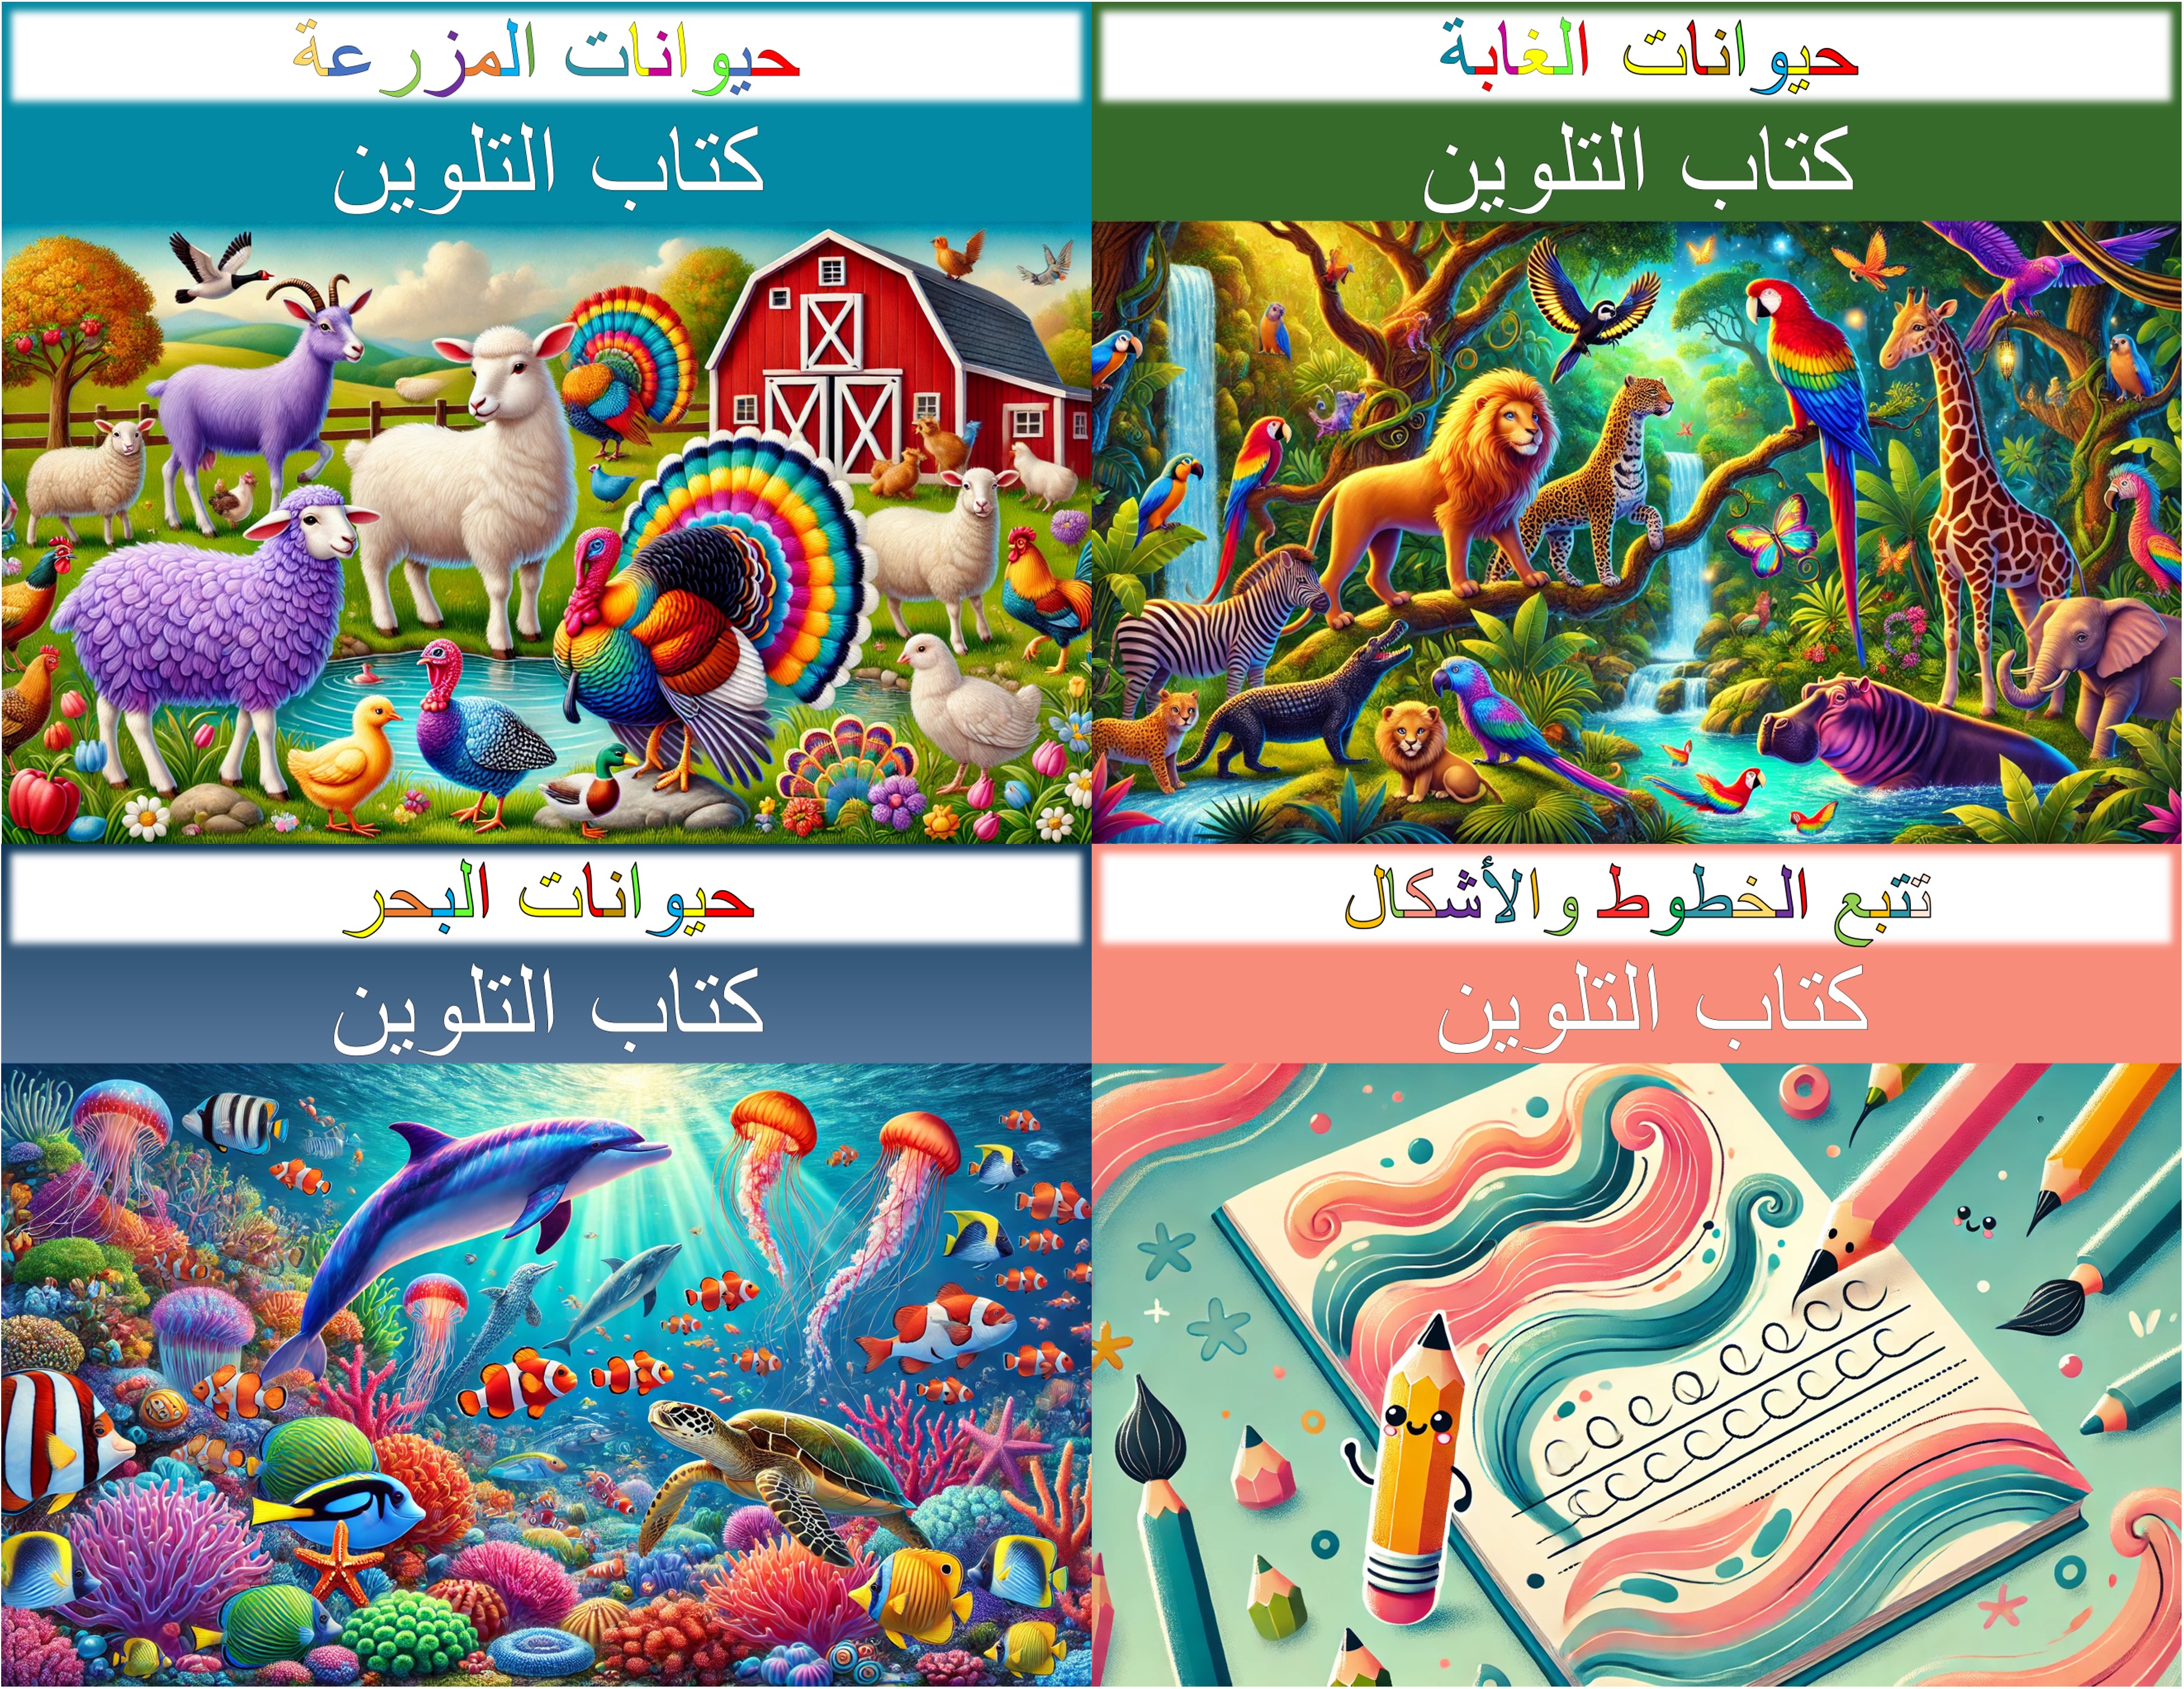 حيوانات الغابة
كتاب التلوين
حيوانات المزرعة
كتاب التلوين
تتبع الخطوط والأشكال
كتاب التلوين
حيوانات البحر
كتاب التلوين